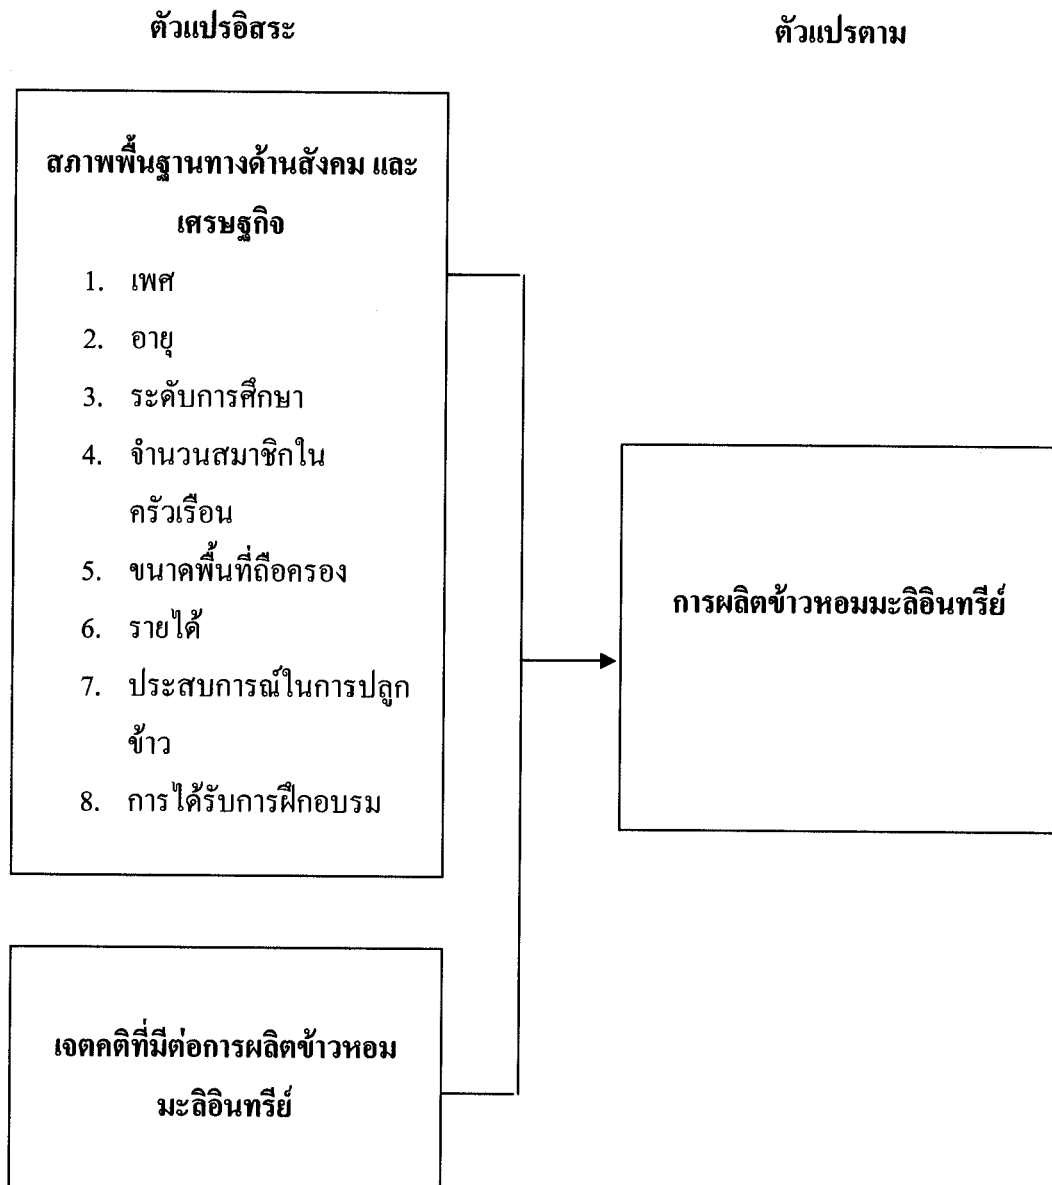 ตัวแปรอิสระ
ตัวแปรตาม
สภาพพื้นฐานทางด้านสังคม และ
เศรษฐกิจ
1. เพศ
2. อายุ
3. ระดับการศึกษา
4. จำนวนสมาชิกใน
ครัวเรือน
5. ขนาดพื้นที่ถือครอง
6. รายได้
7. ประสบการณ์ในการปลูก
ข้าว
8. การได้รับการฝึกอบรม
การผลิตข้าวหอมมะลิอินทรีย์
เจตคติที่มีต่อการผลิตข้าวหอม
มะลิอินทรีย์